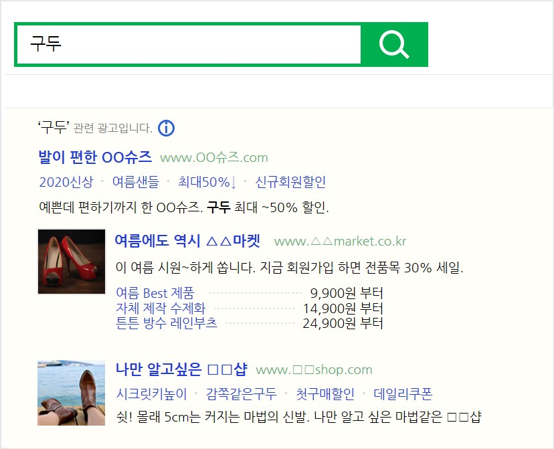 구두
‘구두’ 관련 광고입니다. i
발이 편한 OO슈즈 www.OO슈즈.com
2020신상 · 여름샌들 · 최대50%↓ · 신규회원할인
예쁜데 편하기까지 한 OO슈즈. 구두 최대 ~50% 할인.
여름에도 역시 △△마켓 www.△△market.co.kr
이 여름 시원~하게 쏩니다. 지금 회원가입 하면 전품목 30% 세일.
여름 Best 제품 ················ 9,900원 부터
자체 제작 수제화 ················ 14,900원 부터
튼튼 방수 레인부츠 ················ 24,900원 부터
나만 알고싶은 □□샵 www.□□shop.com
시크릿키높이 · 감쪽같은구두 · 첫구매할인 · 데일리쿠폰
쉿! 몰래 5cm는 커지는 마법의 신발. 나만 알고 싶은 마법같은 □□샵